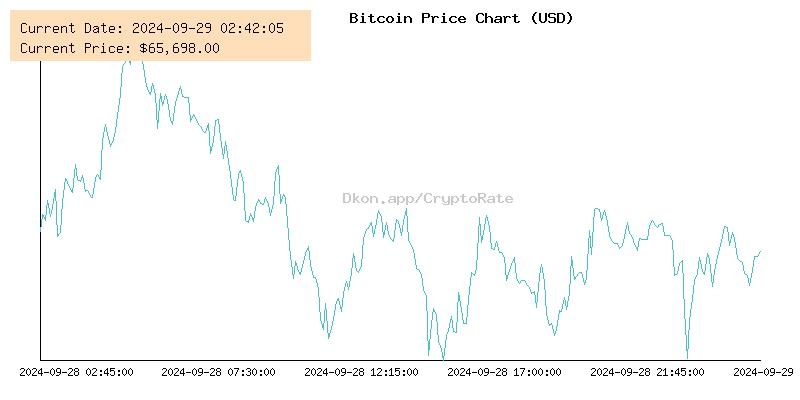 Bitcoin Price Chart (USD)
Current Date: 2024-09-29 02:42:05
Current Price: $65,698.00
Dkon.app/CryptoRate
2024-09-28 02:45:00 2024-09-28 07:30:00 2024-09-28 12:15:00 2024-09-28 17:00:00 2024-09-28 21:45:00 2024-09-29